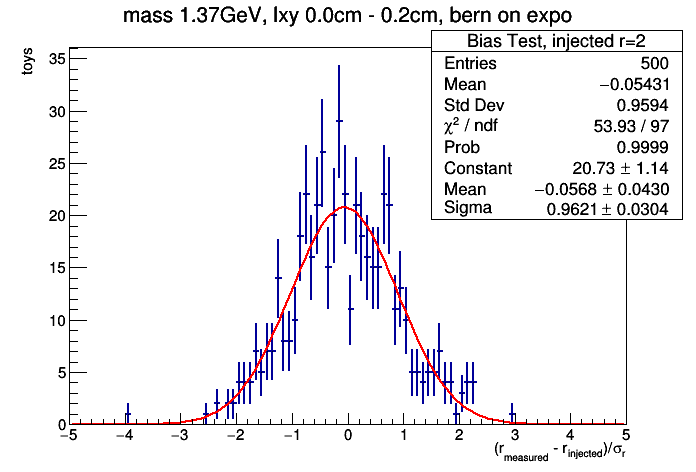 mass 1.37GeV, lxy 0.0cm - 0.2cm, bern on expo
Bias Test, injected r=2
Entries 500
Mean −0.05431
Std Dev 0.9594
χ² / ndf 53.93 / 97
Prob 0.9999
Constant 20.73 ± 1.14
Mean −0.0568 ± 0.0430
Sigma 0.9621 ± 0.0304
toys
35
30
25
20
15
10
5
0
−5 −4 −3 −2 −1 0 1 2 3 4 5
(r_measured - r_injected)/σ_r